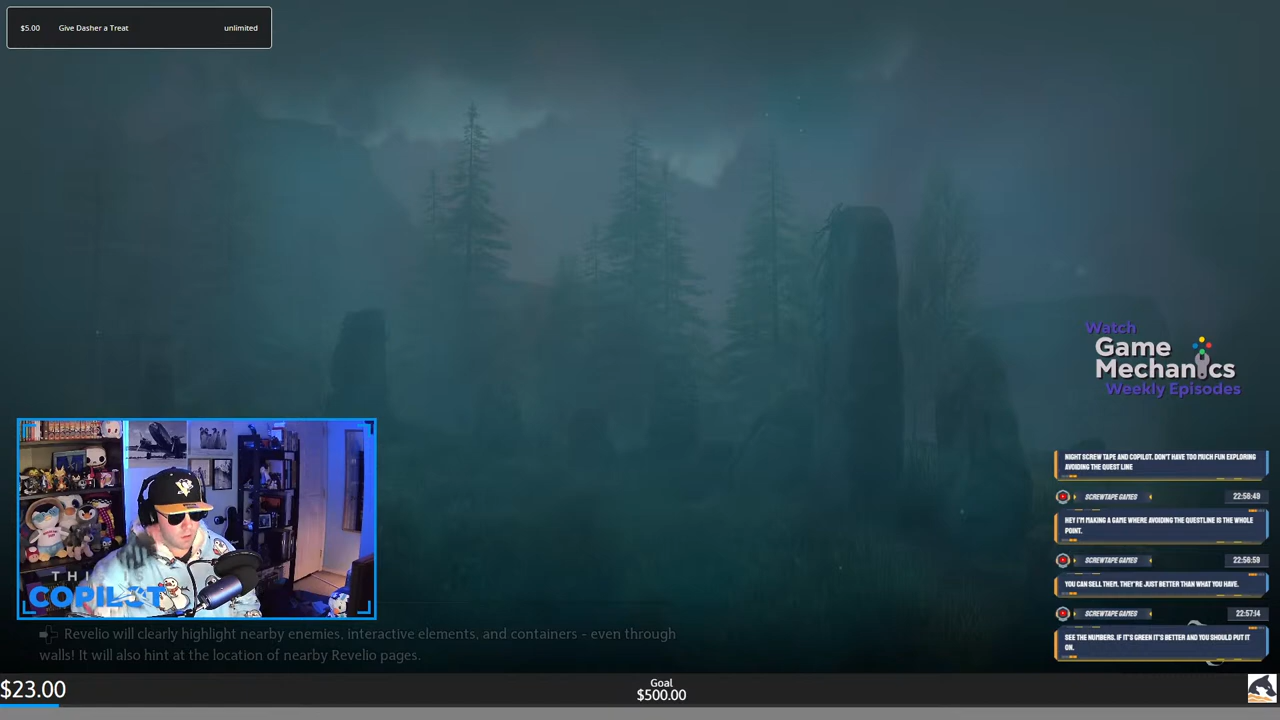 $5.00 Give Dasher a Treat unlimited
Watch
Game
Mechanics
Weekly Episodes
NIGHT SCREW TAPE AND COPILOT. DON'T HAVE TOO MUCH FUN EXPLORING
AVOIDING THE QUEST LINE
SCREWTAPE GAMES 22:56:49
HEY I'M MAKING A GAME WHERE AVOIDING THE QUESTLINE IS THE WHOLE
POINT.
SCREWTAPE GAMES 22:56:59
YOU CAN SELL THEM. THEY'RE JUST BETTER THAN WHAT YOU HAVE.
SCREWTAPE GAMES 22:57:14
SEE THE NUMBERS. IF IT'S GREEN IT'S BETTER AND YOU SHOULD PUT IT
ON.
THIS IS
COPILOT
Revelio will clearly highlight nearby enemies, interactive elements, and containers - even through
walls! It will also hint at the location of nearby Revelio pages.
$23.00
Goal
$500.00